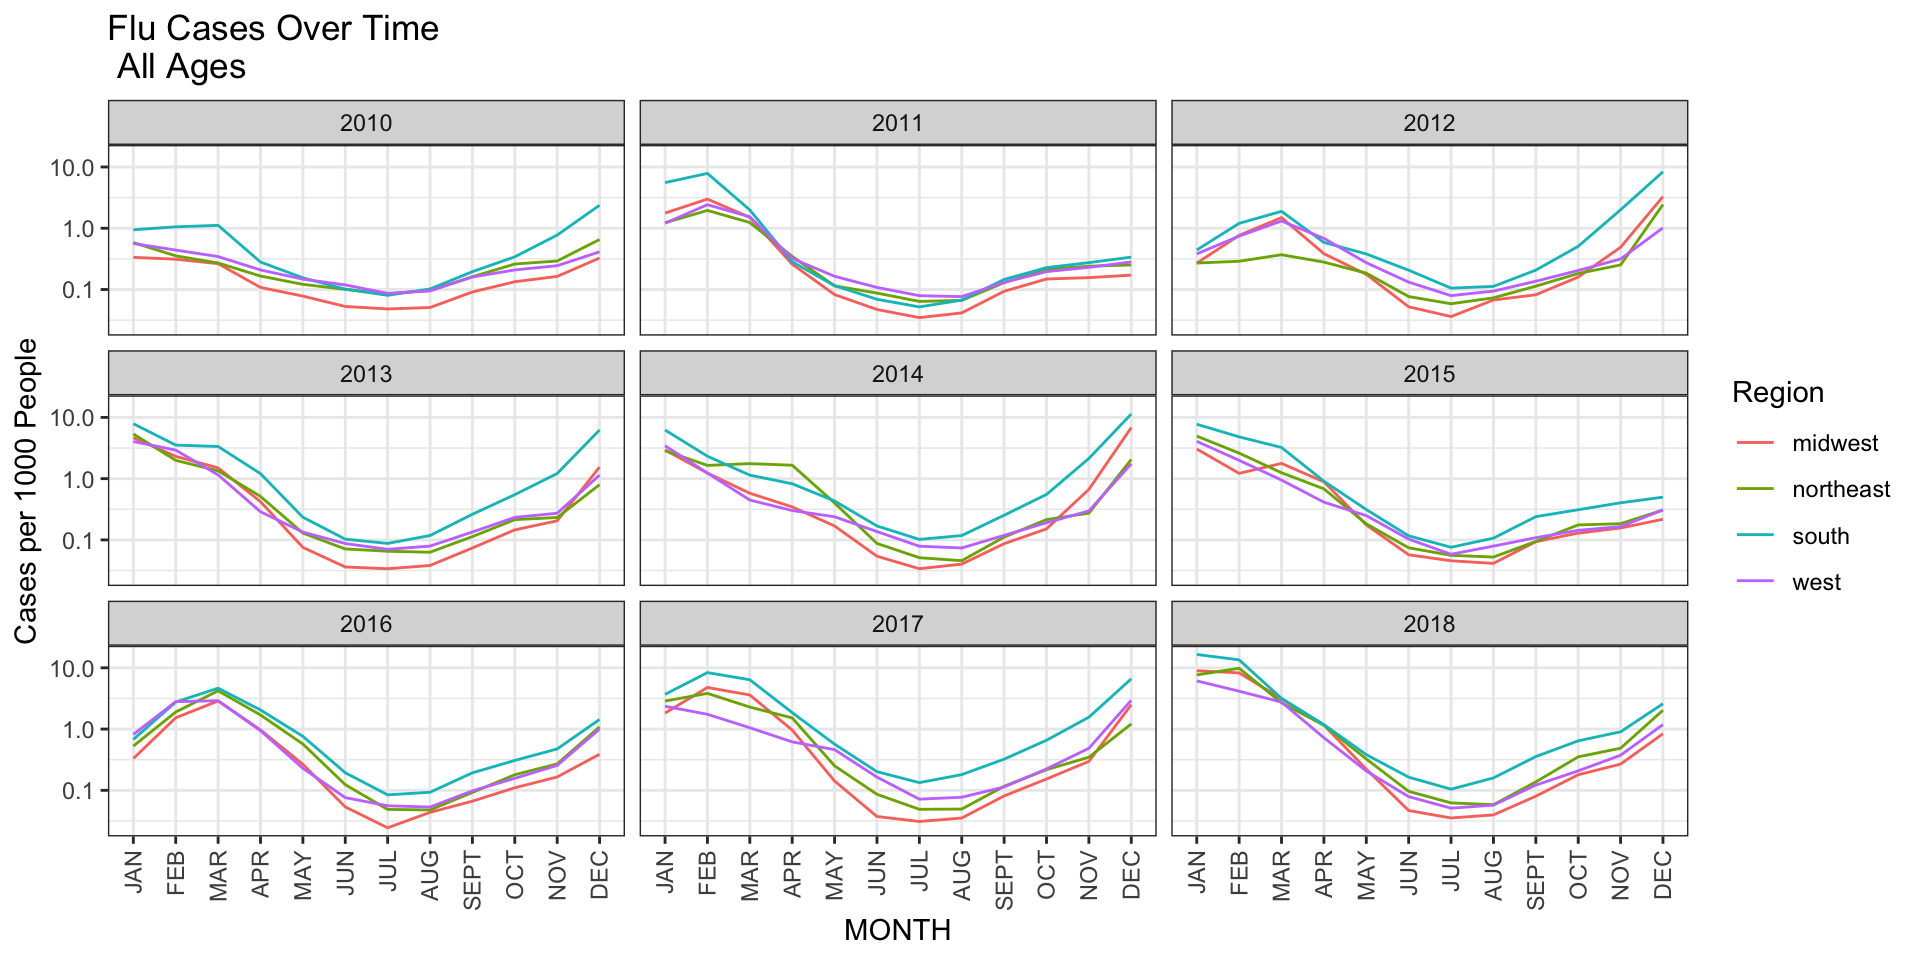 Flu Cases Over Time
All Ages
2010
2011
2012
10.0
1.0
0.1
2013
2014
2015
10.0
1.0
0.1
2016
2017
2018
10.0
1.0
0.1
JAN FEB MAR APR MAY JUN JUL AUG SEPT OCT NOV DEC
JAN FEB MAR APR MAY JUN JUL AUG SEPT OCT NOV DEC
JAN FEB MAR APR MAY JUN JUL AUG SEPT OCT NOV DEC
MONTH
Cases per 1000 People
Region
midwest
northeast
south
west